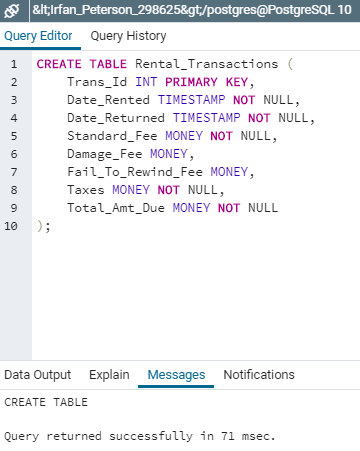 &lt;Irfan_Peterson_298625&gt;/postgres@PostgreSQL 10
Query Editor Query History
1 CREATE TABLE Rental_Transactions (
2 Trans_Id INT PRIMARY KEY,
3 Date_Rented TIMESTAMP NOT NULL,
4 Date_Returned TIMESTAMP NOT NULL,
5 Standard_Fee MONEY NOT NULL,
6 Damage_Fee MONEY,
7 Fail_To_Rewind_Fee MONEY,
8 Taxes MONEY NOT NULL,
9 Total_Amt_Due MONEY NOT NULL
10 );
Data Output Explain Messages Notifications
CREATE TABLE
Query returned successfully in 71 msec.